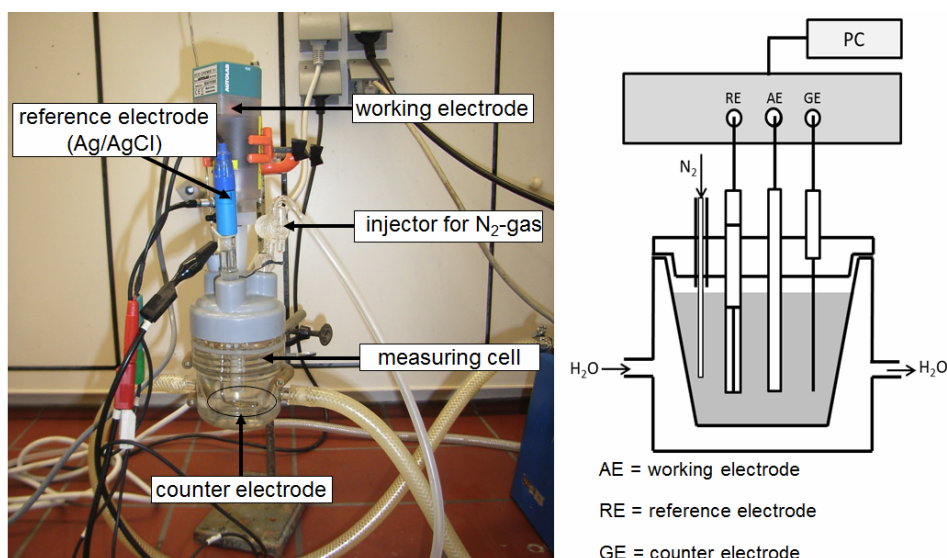 AUTOLAB
reference electrode
(Ag/AgCl)
working electrode
injector for N₂-gas
measuring cell
counter electrode
PC
RE
AE
GE
N₂
H₂O
H₂O
AE = working electrode
RE = reference electrode
GE = counter electrode